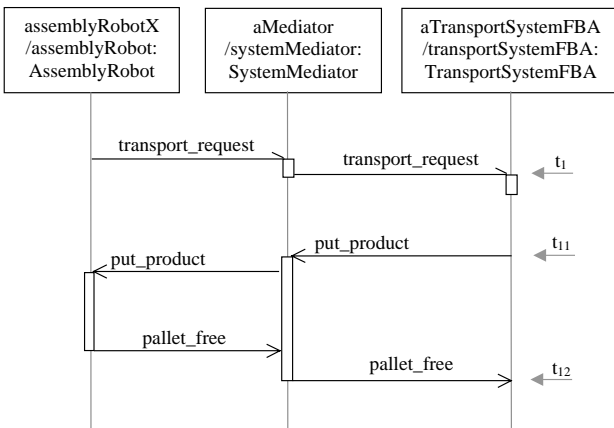 assemblyRobotX
/assemblyRobot:
AssemblyRobot
aMediator
/systemMediator:
SystemMediator
aTransportSystemFBA
/transportSystemFBA:
TransportSystemFBA
transport_request
transport_request
t1
put_product
t11
put_product
pallet_free
pallet_free
t12